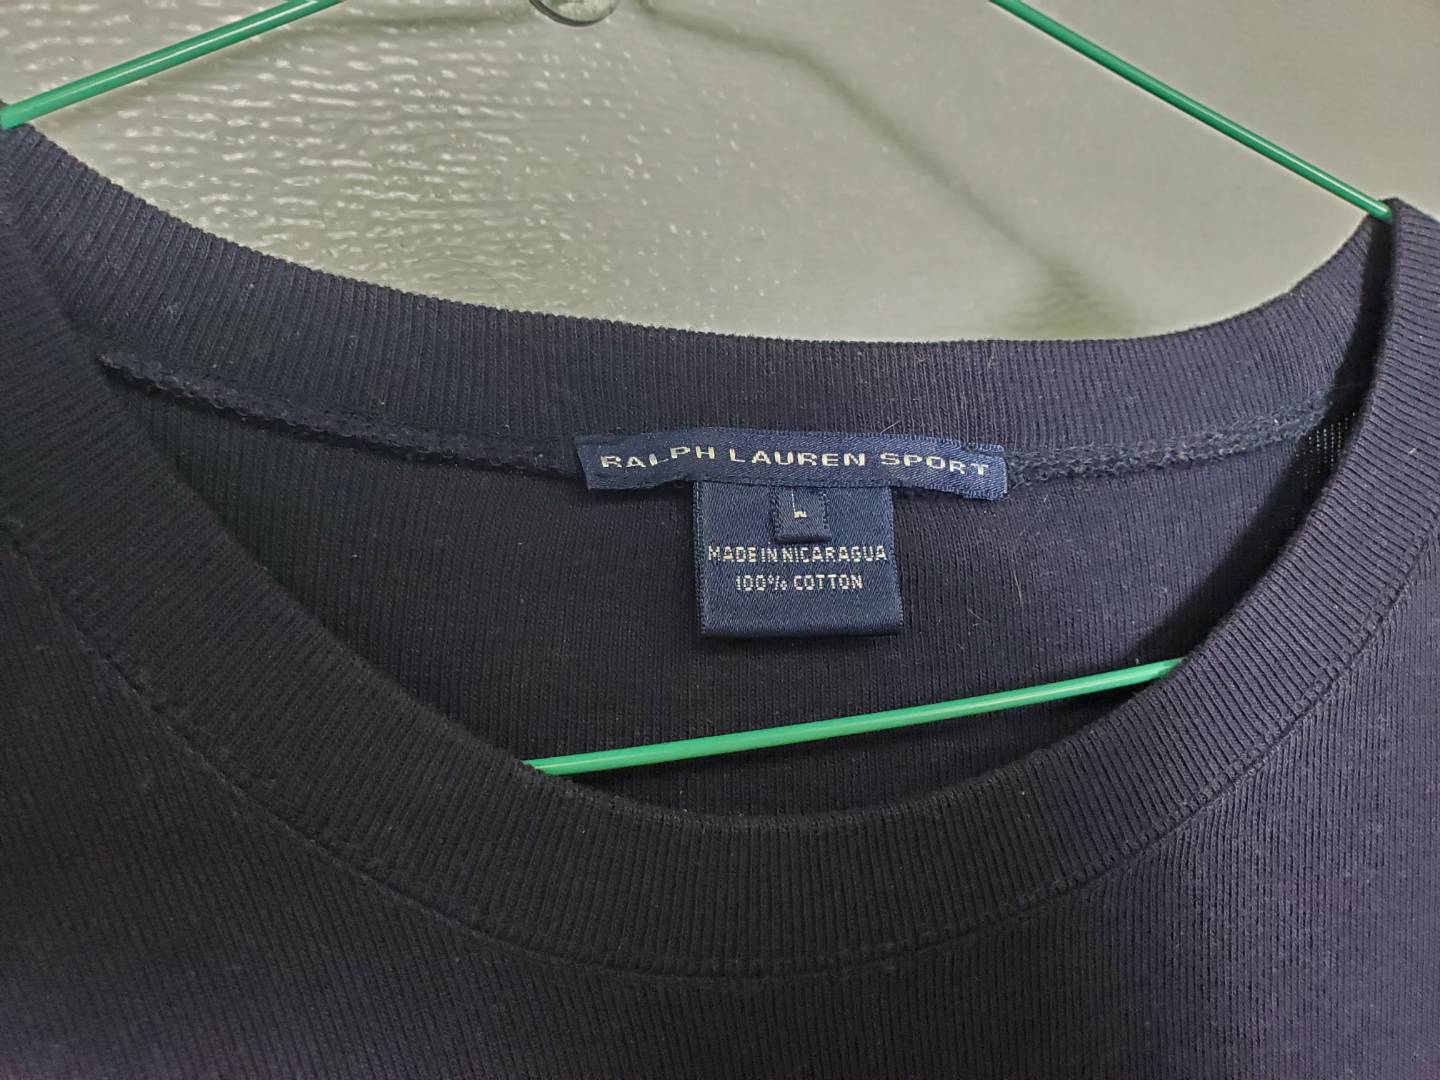 RALPH LAUREN SPORT
L
MADE IN NICARAGUA
100% COTTON